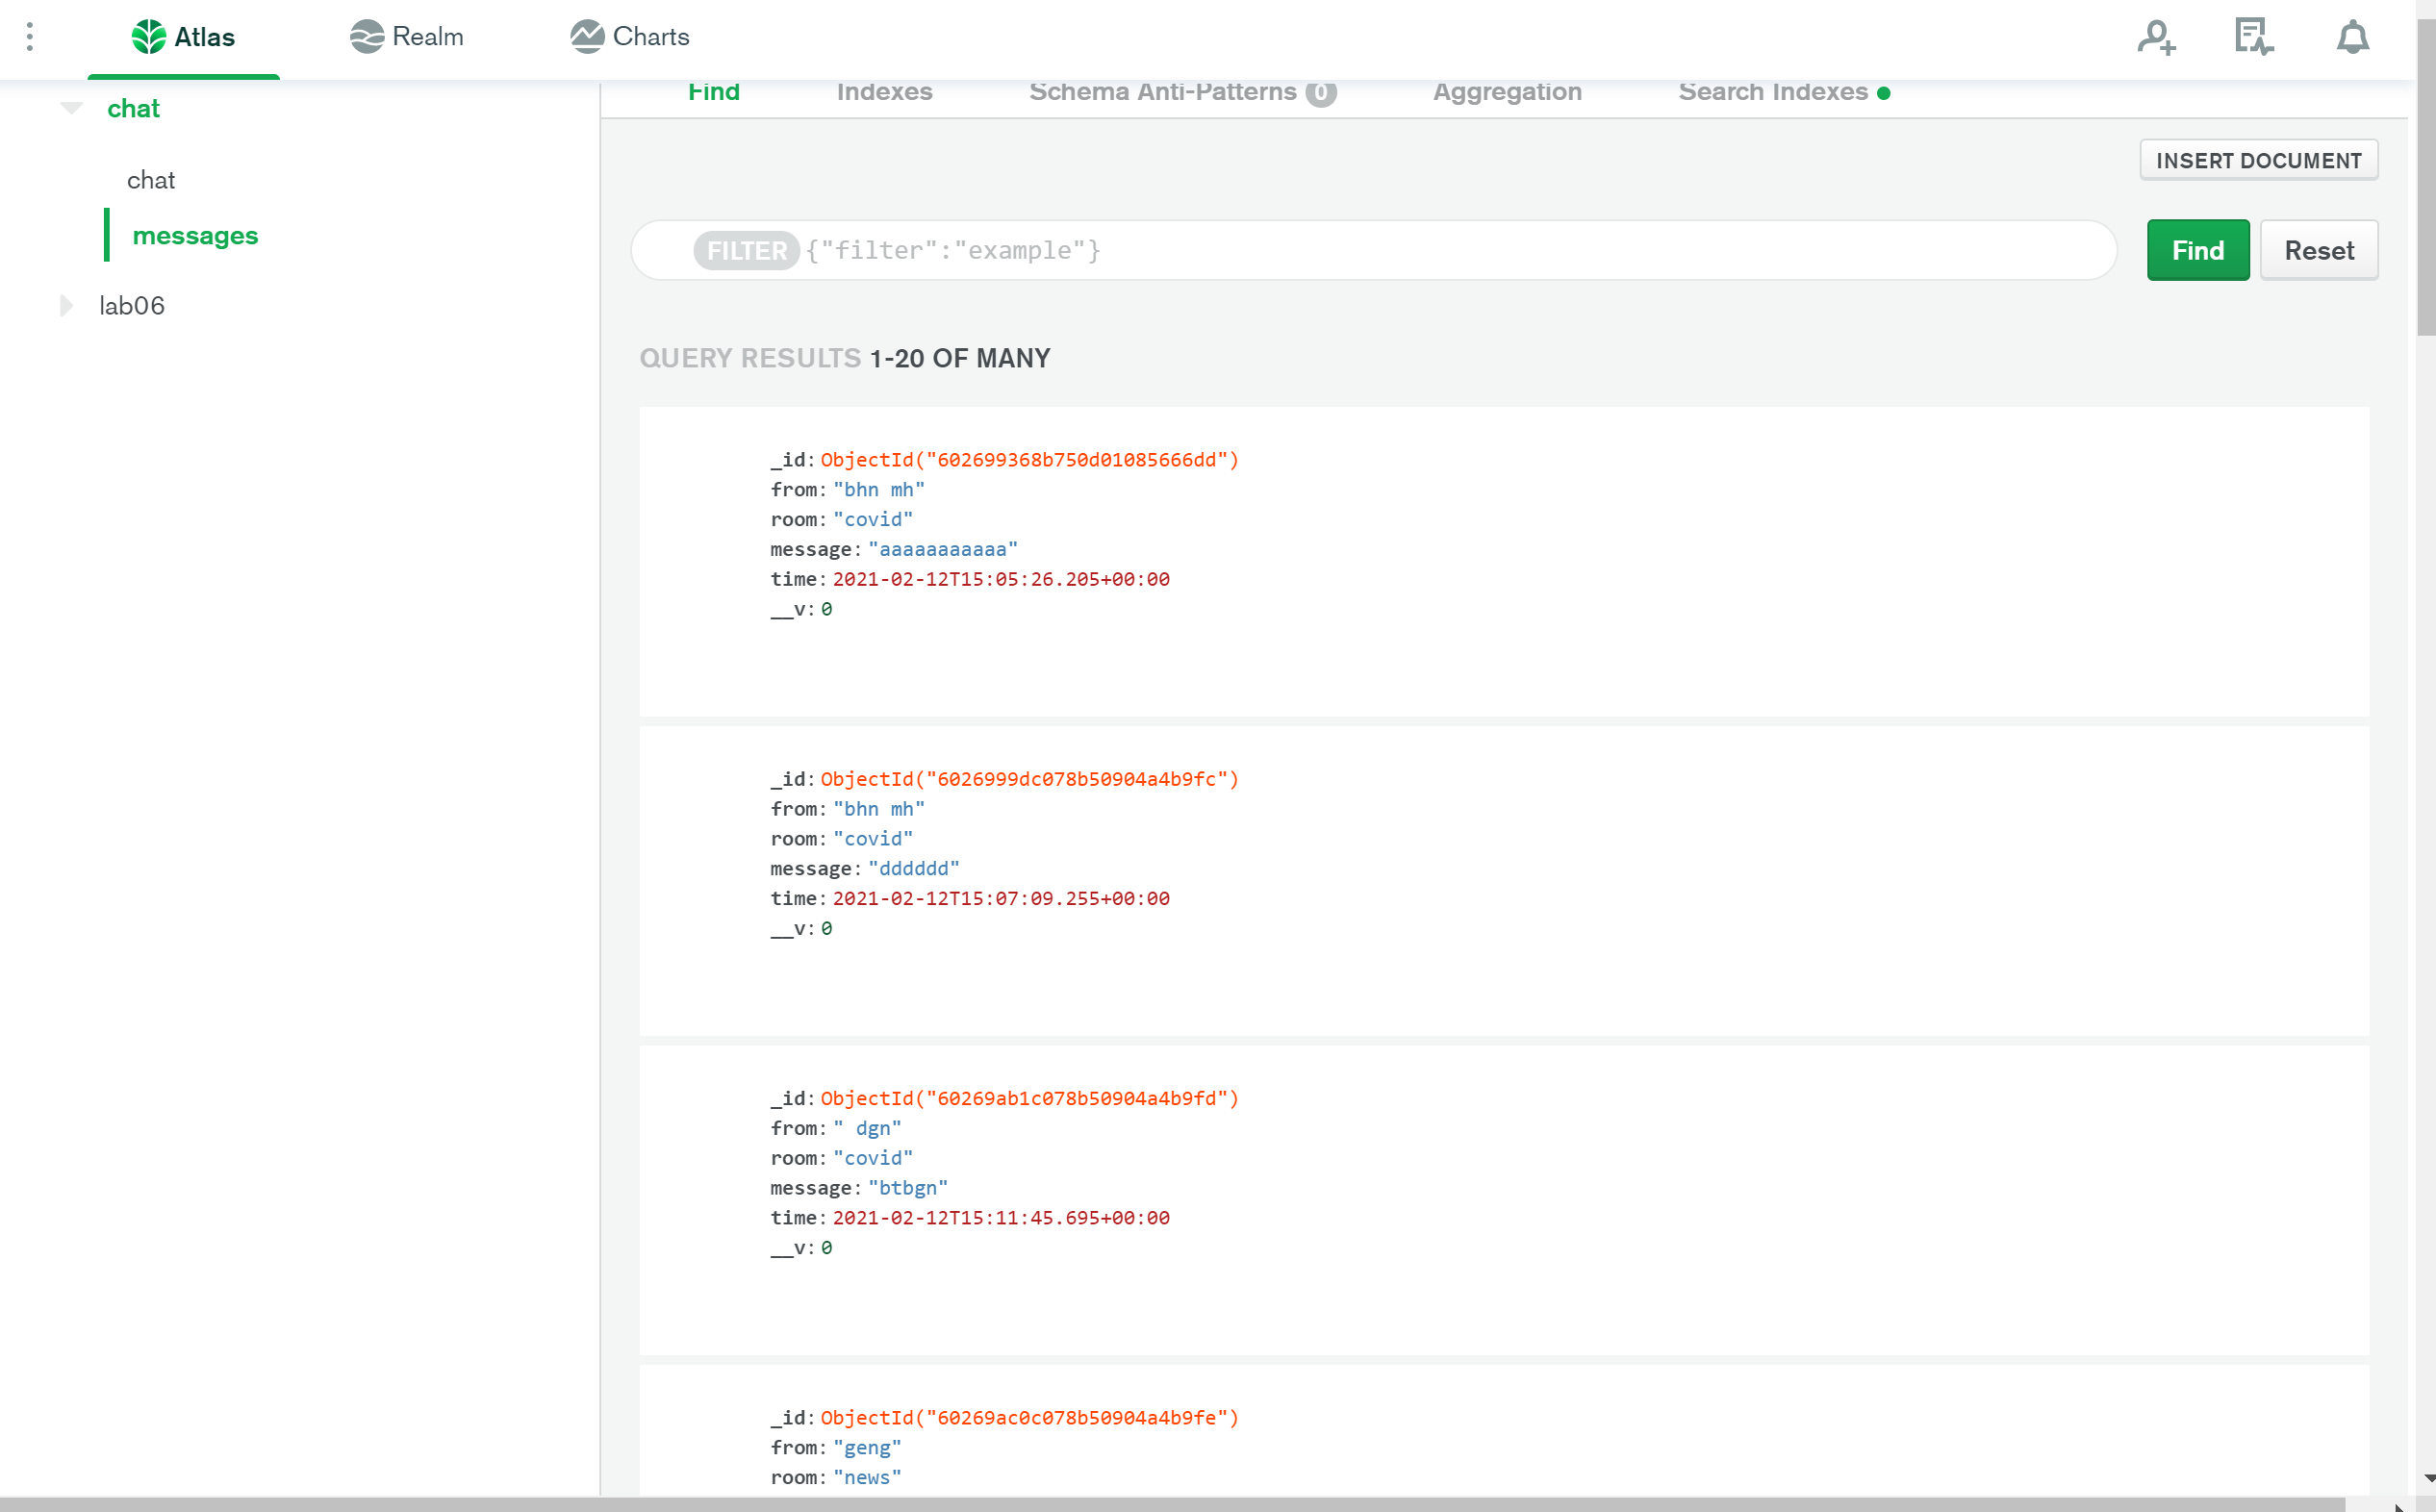 Atlas
Realm
Charts
chat
chat
messages
lab06
Find
Indexes
Schema Anti-Patterns 0
Aggregation
Search Indexes
INSERT DOCUMENT
FILTER {"filter":"example"}
Find
Reset
QUERY RESULTS 1-20 OF MANY
_id: ObjectId("602699368b750d01085666dd")
from: "bhn mh"
room: "covid"
message: "aaaaaaaaaaa"
time: 2021-02-12T15:05:26.205+00:00
__v: 0
_id: ObjectId("6026999dc078b50904a4b9fc")
from: "bhn mh"
room: "covid"
message: "dddddd"
time: 2021-02-12T15:07:09.255+00:00
__v: 0
_id: ObjectId("60269ab1c078b50904a4b9fd")
from: " dgn"
room: "covid"
message: "btbgn"
time: 2021-02-12T15:11:45.695+00:00
__v: 0
_id: ObjectId("60269ac0c078b50904a4b9fe")
from: "geng"
room: "news"